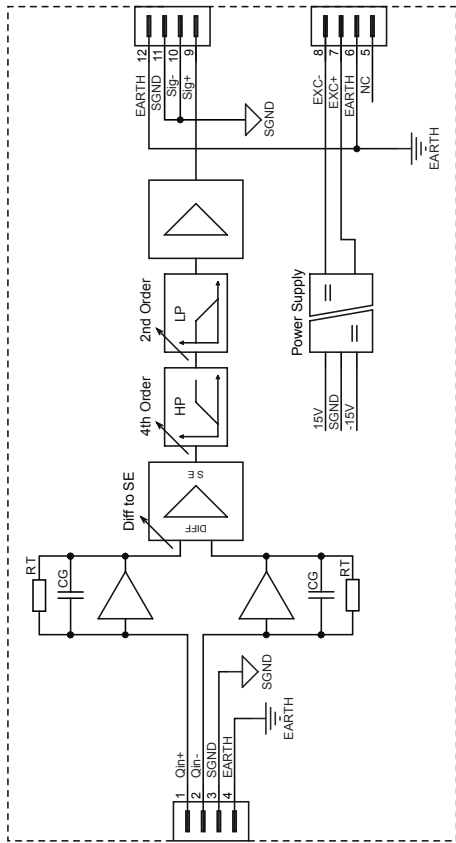 1 Qin+
2 Qin-
3 SGND
4 EARTH
SGND
EARTH
RT
CG
CG
RT
Diff to SE
DIFF
SE
4th Order
HP
2nd Order
LP
Power Supply
15V
SGND
-15V
EARTH 12
SGND 11
Sig- 10
Sig+ 9
SGND
EXC- 8
EXC+ 7
EARTH 6
NC 5
EARTH